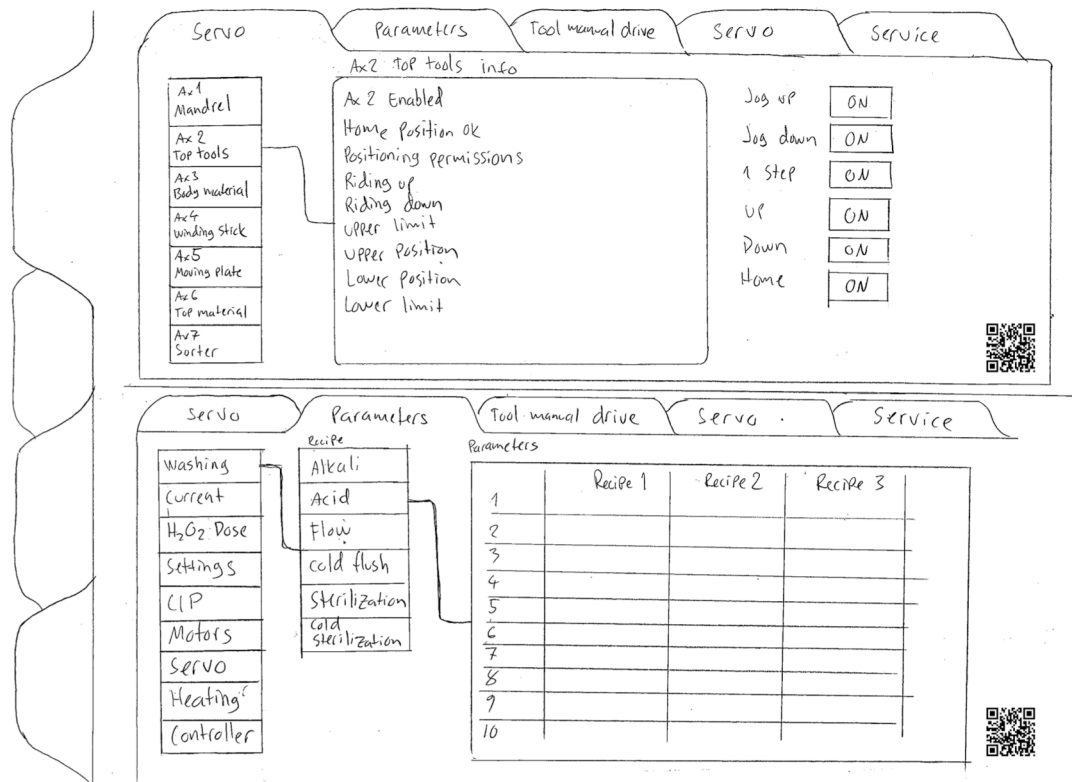 Servo
Parameters
Tool manual drive
Servo
Service
Ax2 Top tools info
Ax1
Mandrel
Ax2
Top tools
Ax3
Body material
Ax4
Winding stick
Ax5
Moving plate
Ax6
Top material
Ax7
Sorter
Ax 2 Enabled
Home Position OK
Positioning permissions
Riding up
Riding down
upper limit
upper Position
Lower Position
Lower limit
Jog up ON
Jog down ON
1 Step ON
UP ON
Down ON
Home ON
Servo
Parameters
Tool manual drive
Servo
Service
Washing
Current
H₂O₂ Dose
Settings
CIP
Motors
Servo
Heating
Controller
Recipe
Alkali
Acid
Flow
Cold flush
Sterilization
Cold
sterilization
Parameters
Recipe 1 Recipe 2 Recipe 3
1
2
3
4
5
6
7
8
9
10